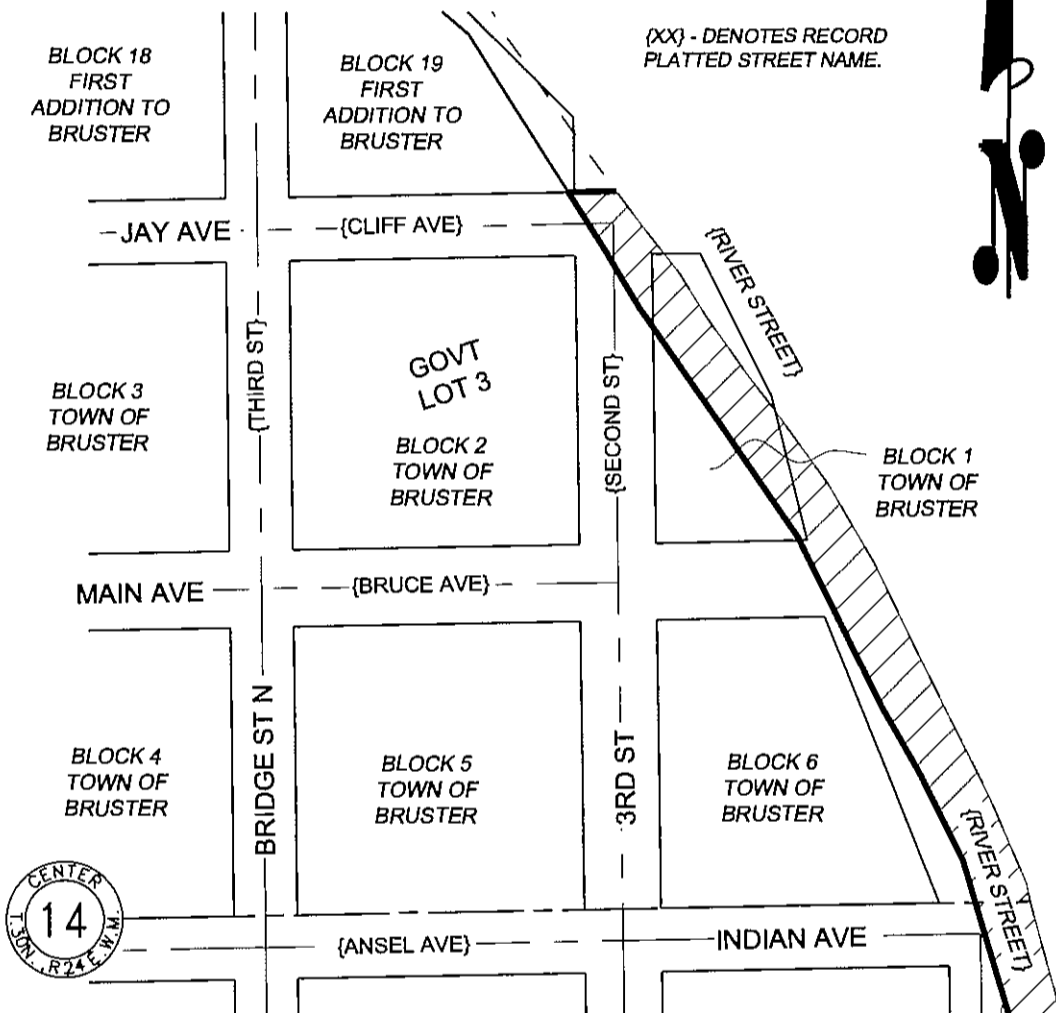 {XX} - DENOTES RECORD
PLATTED STREET NAME.
BLOCK 18
FIRST
ADDITION TO
BRUSTER
BLOCK 19
FIRST
ADDITION TO
BRUSTER
JAY AVE
{CLIFF AVE}
{RIVER STREET}
{THIRD ST}
GOVT
LOT 3
BLOCK 3
TOWN OF
BRUSTER
BLOCK 2
TOWN OF
BRUSTER
{SECOND ST}
BLOCK 1
TOWN OF
BRUSTER
MAIN AVE
{BRUCE AVE}
BRIDGE ST N
3RD ST
BLOCK 4
TOWN OF
BRUSTER
BLOCK 5
TOWN OF
BRUSTER
BLOCK 6
TOWN OF
BRUSTER
{RIVER STREET}
CENTER
14
T.30N., R24E.W.M.
{ANSEL AVE}
INDIAN AVE